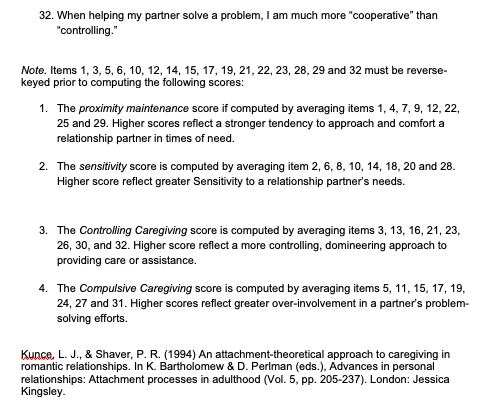 32. When helping my partner solve a problem, I am much more "cooperative" than
"controlling."
Note. Items 1, 3, 5, 6, 10, 12, 14, 15, 17, 19, 21, 22, 23, 28, 29 and 32 must be reverse-
keyed prior to computing the following scores:
1. The proximity maintenance score if computed by averaging items 1, 4, 7, 9, 12, 22,
25 and 29. Higher scores reflect a stronger tendency to approach and comfort a
relationship partner in times of need.
2. The sensitivity score is computed by averaging item 2, 6, 8, 10, 14, 18, 20 and 28.
Higher score reflect greater Sensitivity to a relationship partner's needs.
3. The Controlling Caregiving score is computed by averaging items 3, 13, 16, 21, 23,
26, 30, and 32. Higher score reflect a more controlling, domineering approach to
providing care or assistance.
4. The Compulsive Caregiving score is computed by averaging items 5, 11, 15, 17, 19,
24, 27 and 31. Higher scores reflect greater over-involvement in a partner's problem-
solving efforts.
Kunce, L. J., & Shaver, P. R. (1994) An attachment-theoretical approach to caregiving in
romantic relationships. In K. Bartholomew & D. Perlman (eds.), Advances in personal
relationships: Attachment processes in adulthood (Vol. 5, pp. 205-237). London: Jessica
Kingsley.